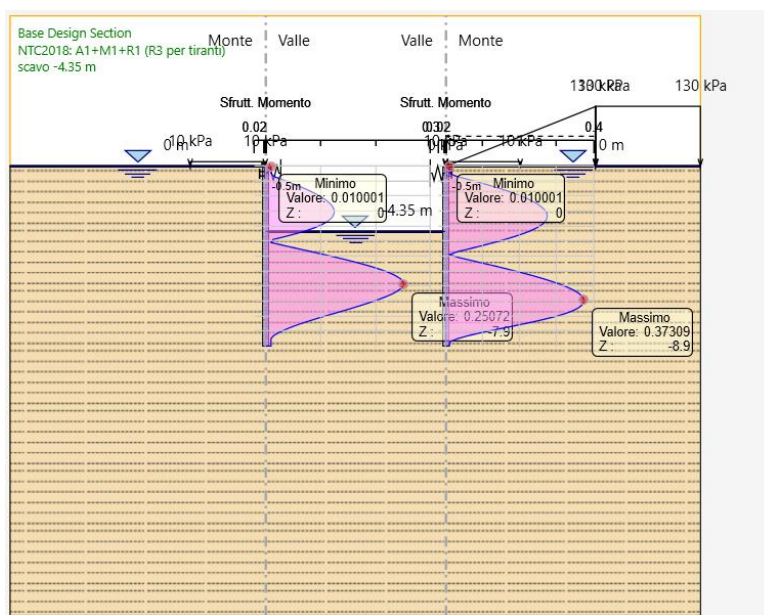 Base Design Section
NTC2018: A1+M1+R1 (R3 per tiranti)
scavo -4.35 m
Monte Valle Valle Monte
130 kPa
130 kPa
Sfrutt. Momento Sfrutt. Momento
0.02 0.4
10 kPa 10 kPa 10 kPa
0 m 0 m
-0.5m Minimo
Valore: 0.010001
Z : 0
-4.35 m
-0.5m Minimo
Valore: 0.010001
Z : 0
Massimo
Valore: 0.25072
Z : -7.9
Massimo
Valore: 0.37309
Z : -8.9